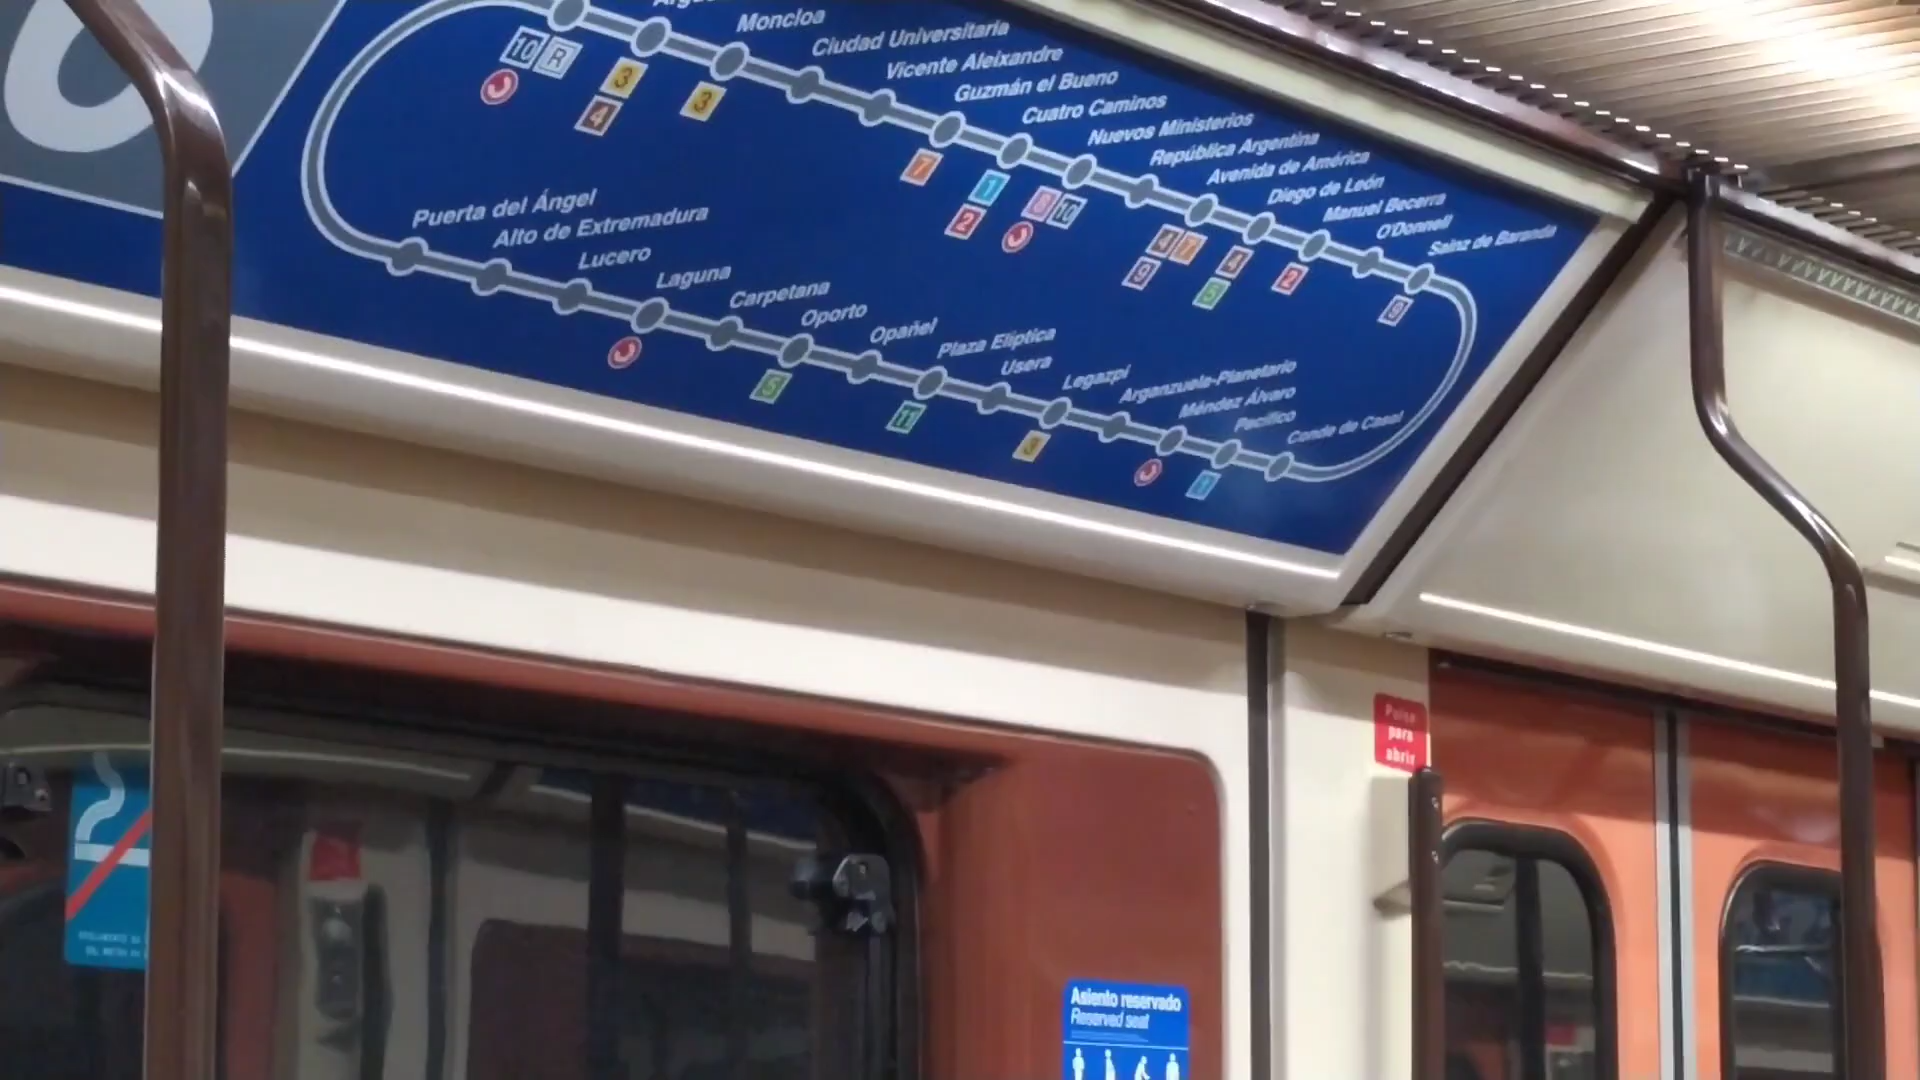 Moncloa
Ciudad Universitaria
Vicente Aleixandre
Guzmán el Bueno
Cuatro Caminos
Nuevos Ministerios
República Argentina
Avenida de América
Diego de León
Manuel Becerra
O'Donnell
Sainz de Baranda
10 R
3
4
3
7
1
2
8 10
4 7
9
4
5
2
9
Puerta del Ángel
Alto de Extremadura
Lucero
Laguna
Carpetana
Oporto
Opañel
Plaza Elíptica
Usera
Legazpi
Arganzuela-Planetario
Méndez Álvaro
Pacífico
Conde de Casal
5
11
3
1
Pulse
para
abrir
Asiento reservado
Reserved seat